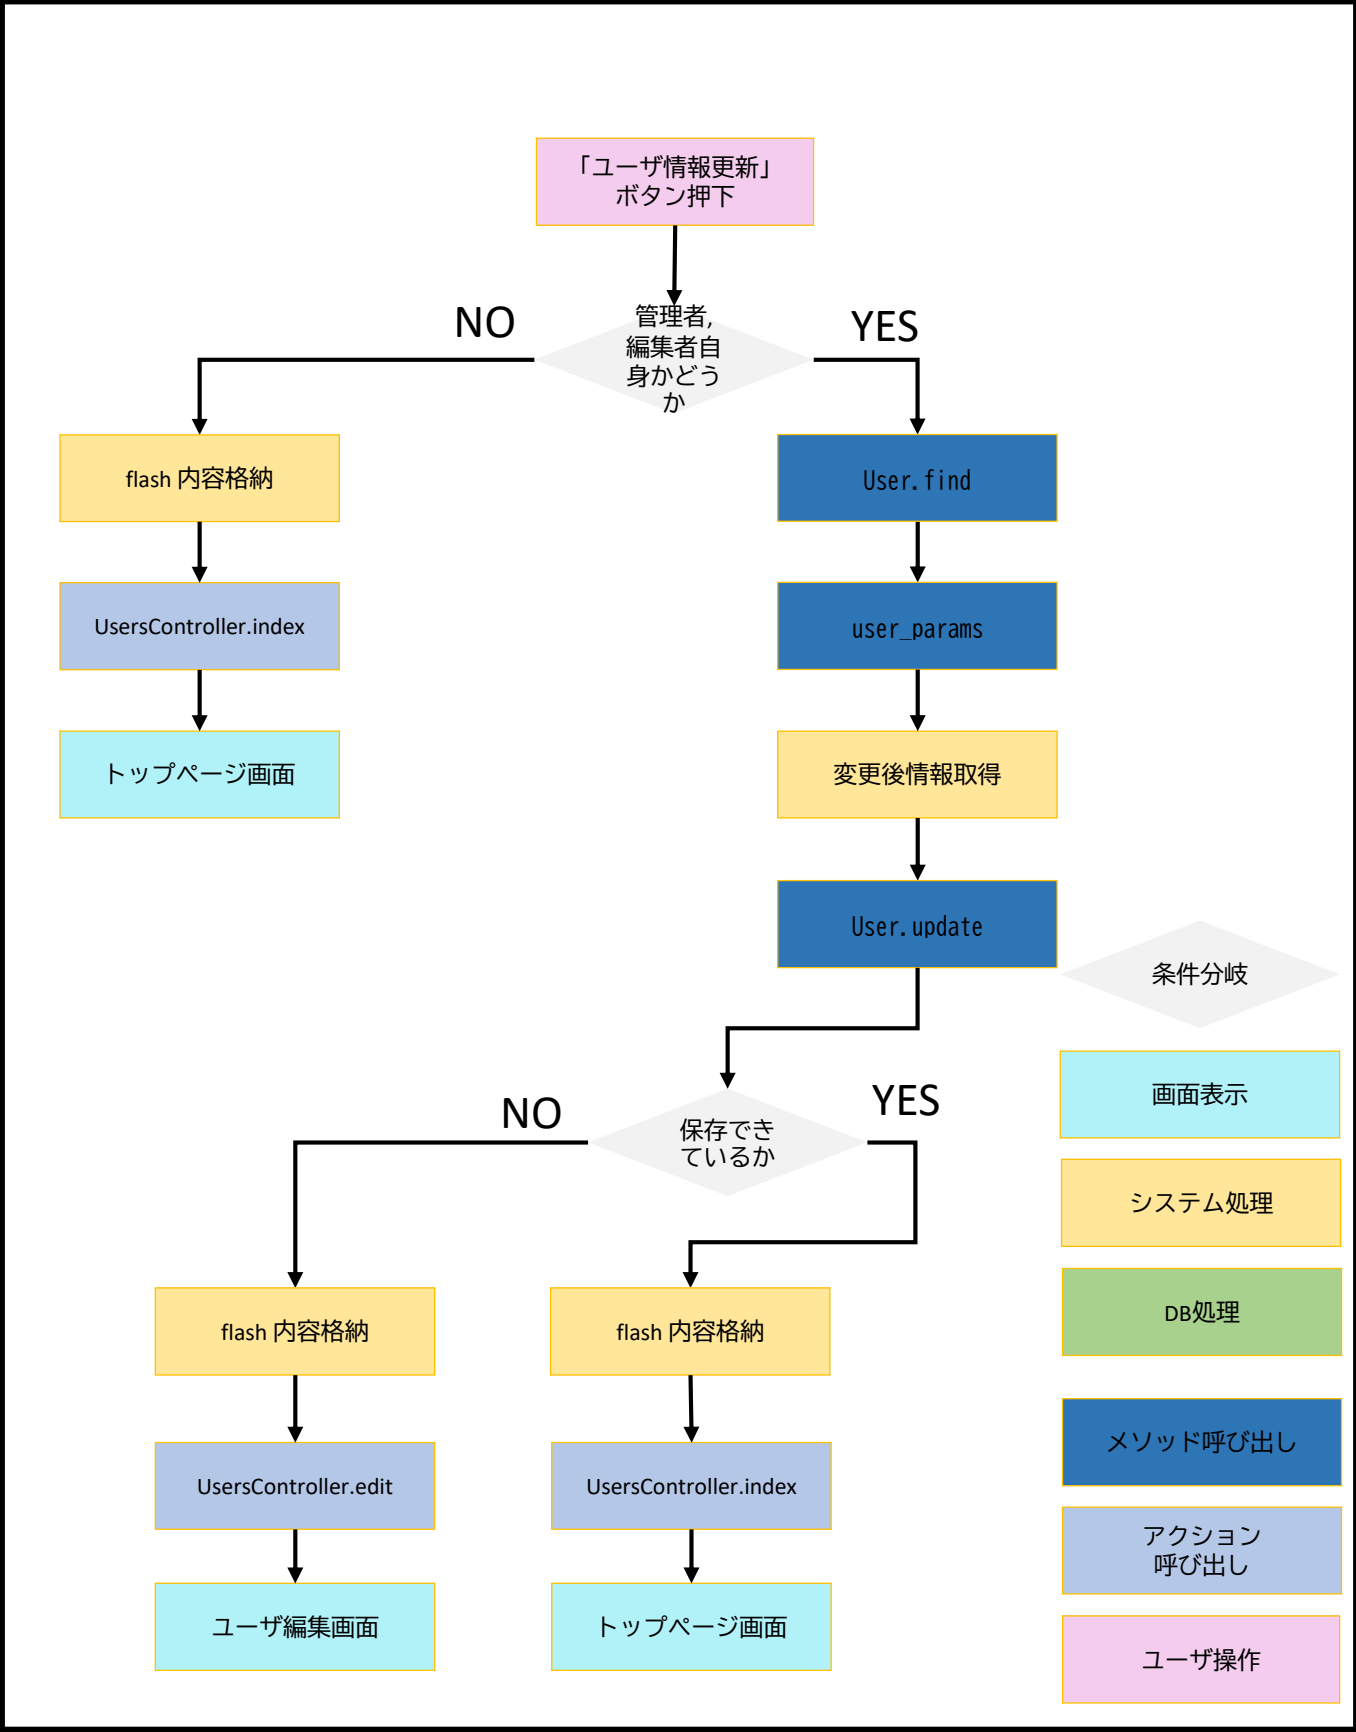 「ユーザ情報更新」
ボタン押下
NO
YES
管理者,
編集者自
身かどう
か
flash 内容格納
User.find
UsersController.index
user_params
トップページ画面
変更後情報取得
User.update
条件分岐
画面表示
NO
YES
保存でき
ているか
システム処理
DB処理
flash 内容格納
flash 内容格納
メソッド呼び出し
UsersController.edit
UsersController.index
アクション
呼び出し
ユーザ編集画面
トップページ画面
ユーザ操作